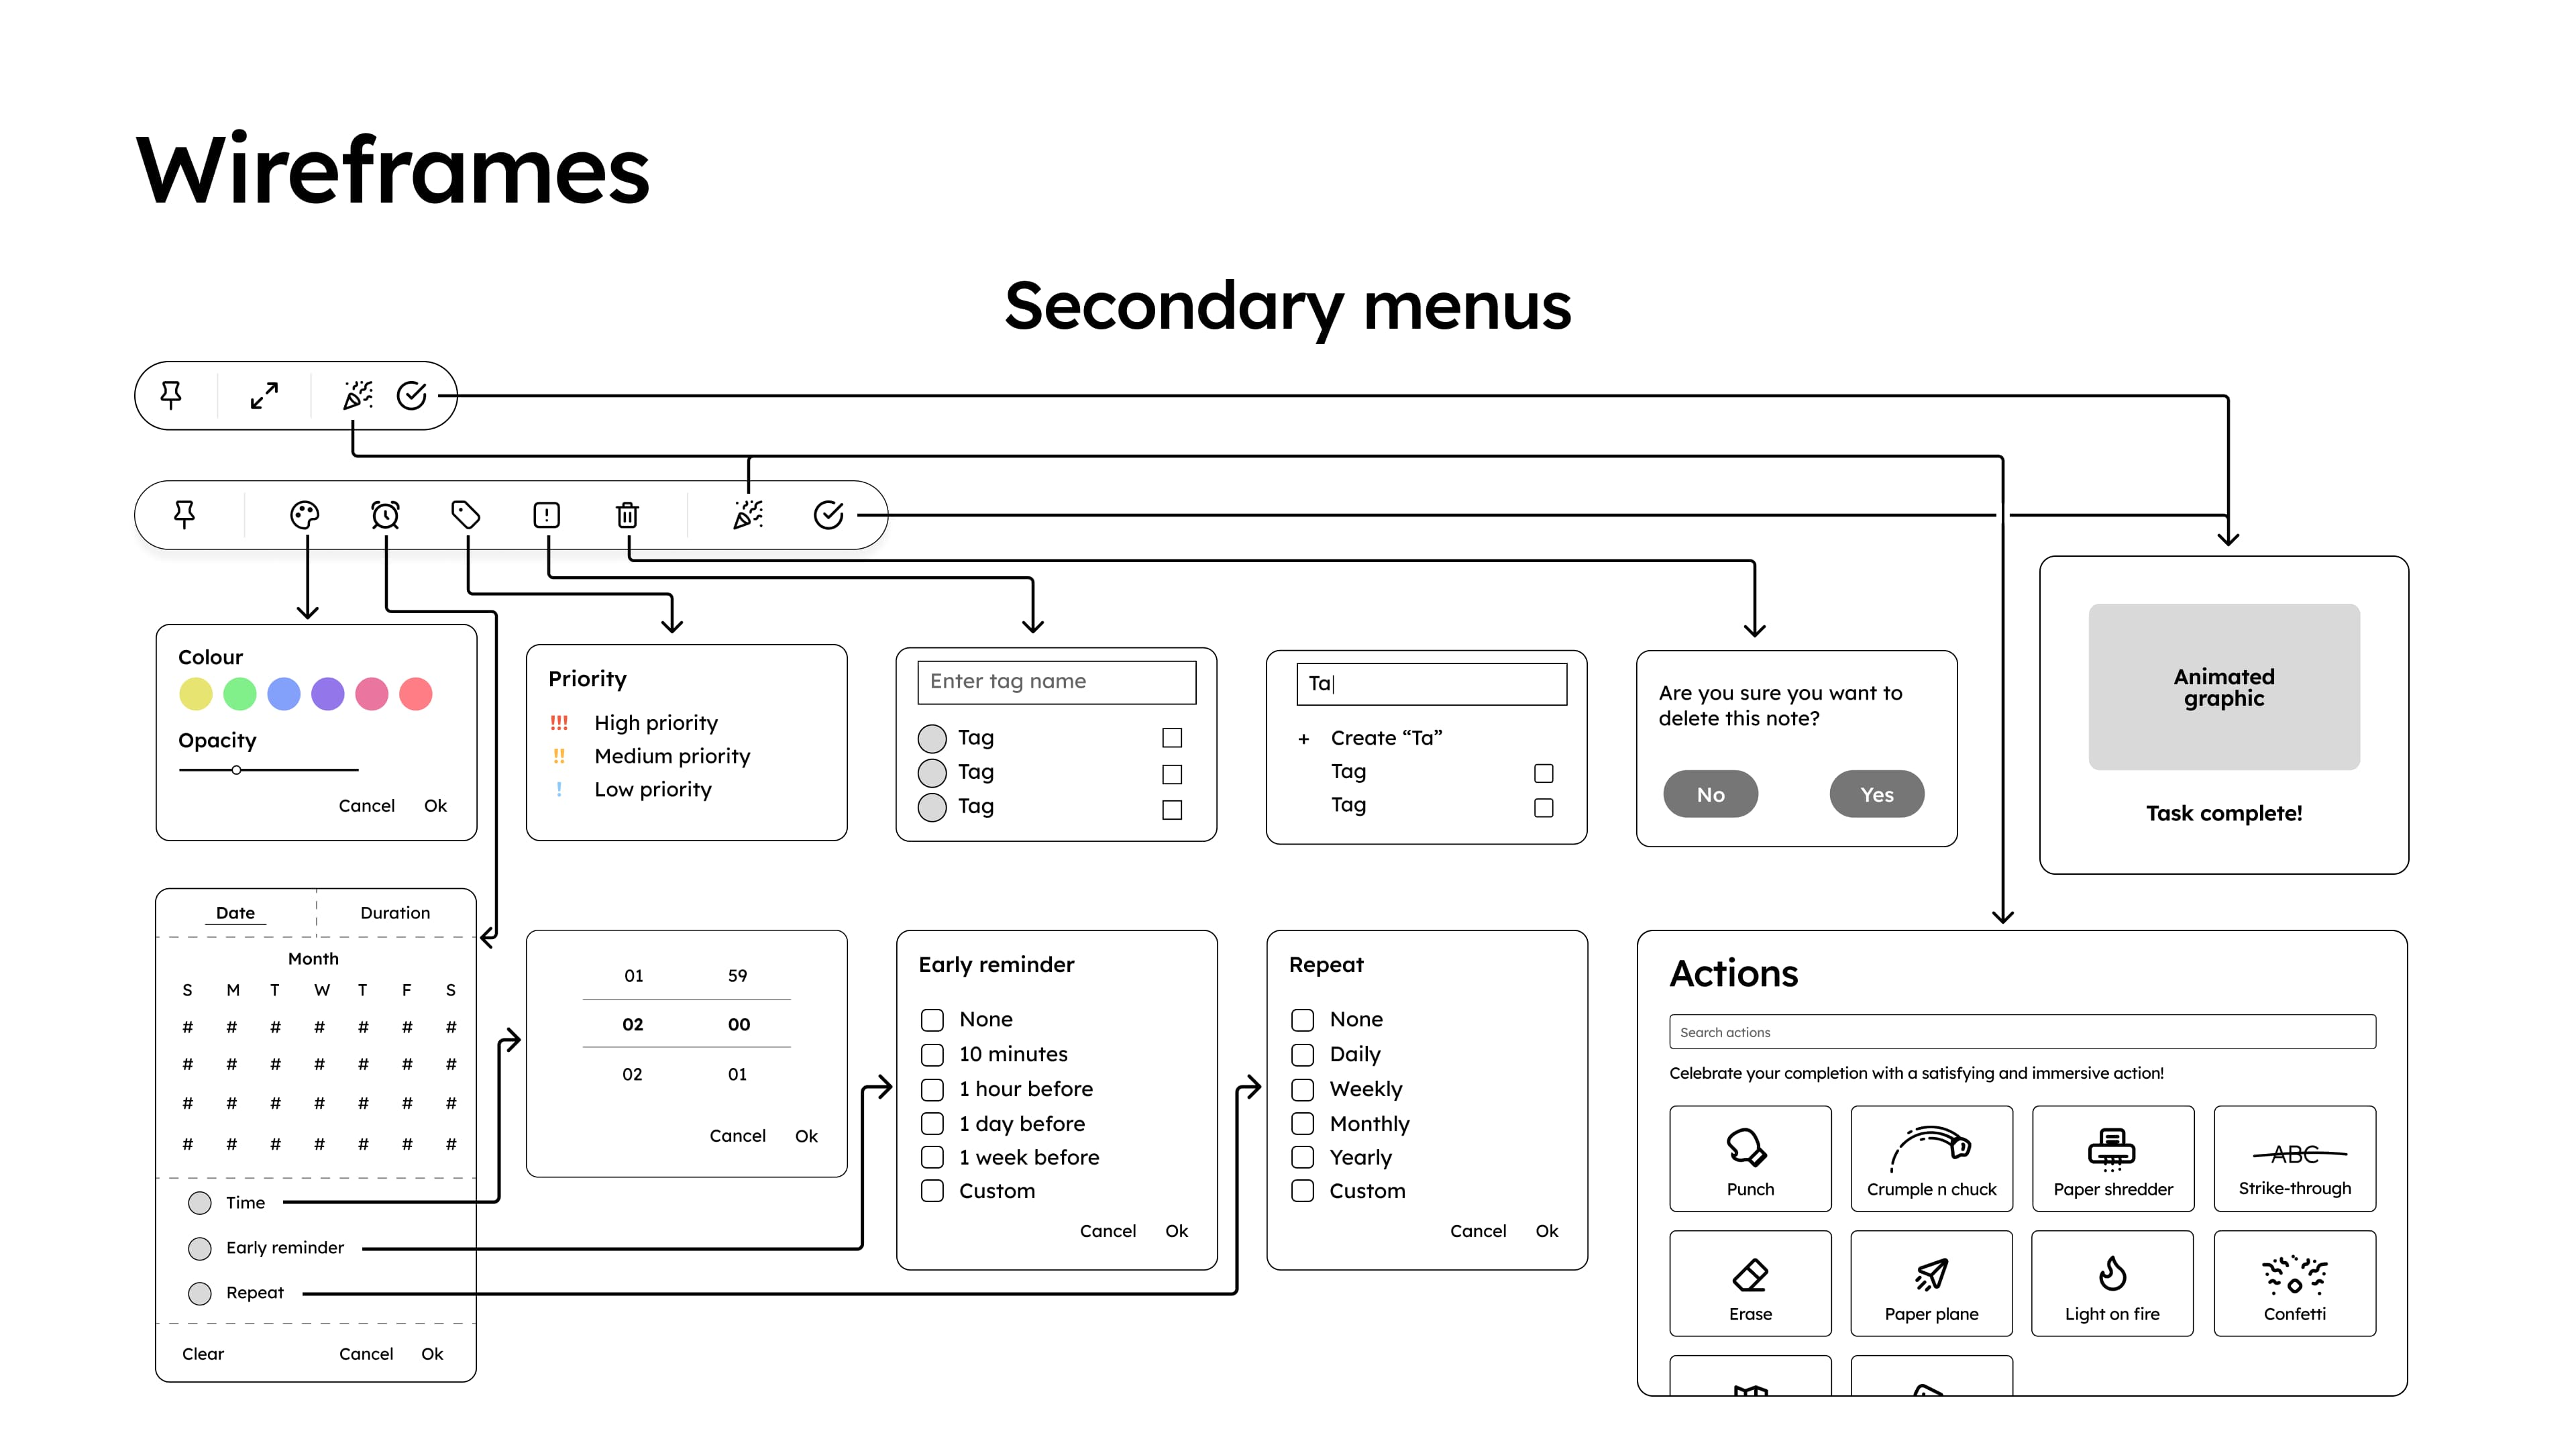 Wireframes
Secondary menus
Colour
Opacity
Cancel Ok
Priority
!!! High priority
!! Medium priority
! Low priority
Enter tag name
Tag
Tag
Tag
Ta|
+ Create “Ta”
Tag
Tag
Are you sure you want to
delete this note?
No Yes
Animated
graphic
Task complete!
Date Duration
Month
S M T W T F S
# # # # # # #
# # # # # # #
# # # # # # #
# # # # # # #
Time
Early reminder
Repeat
Clear Cancel Ok
01 59
02 00
02 01
Cancel Ok
Early reminder
None
10 minutes
1 hour before
1 day before
1 week before
Custom
Cancel Ok
Repeat
None
Daily
Weekly
Monthly
Yearly
Custom
Cancel Ok
Actions
Search actions
Celebrate your completion with a satisfying and immersive action!
ABC
Punch Crumple n chuck Paper shredder Strike-through
Erase Paper plane Light on fire Confetti